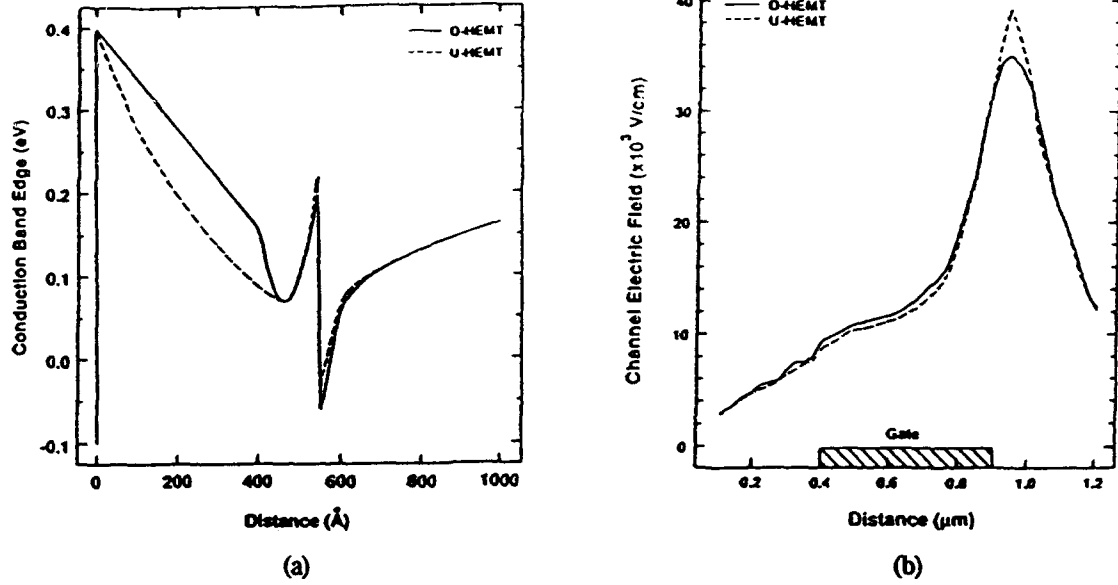 0.4
0.3
0.2
0.1
0.0
-0.1
Conduction Band Edge (eV)
O-HEMT
U-HEMT
0
200
400
600
800
1000
Distance (Å)
(a)
40
30
20
10
0
Channel Electric Field (x10³ V/cm)
O-HEMT
U-HEMT
Gate
0.2
0.4
0.6
0.8
1.0
1.2
Distance (μm)
(b)